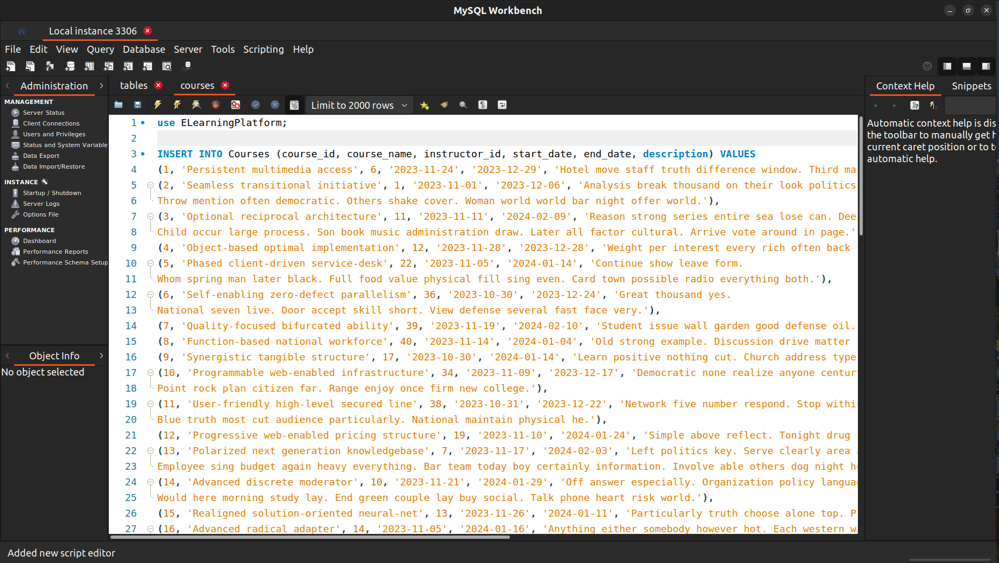 MySQL Workbench
Local instance 3306
File Edit View Query Database Server Tools Scripting Help
Administration
tables
courses
Context Help
Snippets
MANAGEMENT
Server Status
Client Connections
Users and Privileges
Status and System Variable
Data Export
Data Import/Restore
INSTANCE
Startup / Shutdown
Server Logs
Options File
PERFORMANCE
Dashboard
Performance Reports
Performance Schema Setup
Object Info
No object selected
Limit to 2000 rows
1 use ELearningPlatform;
2
3 INSERT INTO Courses (course_id, course_name, instructor_id, start_date, end_date, description) VALUES
4 (1, 'Persistent multimedia access', 6, '2023-11-24', '2023-12-29', 'Hotel move staff truth difference window. Third ma
5 (2, 'Seamless transitional initiative', 1, '2023-11-01', '2023-12-06', 'Analysis break thousand on their look politics
6 Throw mention often democratic. Others shake cover. Woman world world bar night offer world.'),
7 (3, 'Optional reciprocal architecture', 11, '2023-11-11', '2024-02-09', 'Reason strong series entire sea lose can. Dee
8 Child occur large process. Son book music administration draw. Later all factor cultural. Arrive vote around in page.'
9 (4, 'Object-based optimal implementation', 12, '2023-11-28', '2023-12-28', 'Weight per interest every rich often back
10 (5, 'Phased client-driven service-desk', 22, '2023-11-05', '2024-01-14', 'Continue show leave form.
11 Whom spring man later black. Full food value physical fill sing even. Card town possible radio everything both.'),
12 (6, 'Self-enabling zero-defect parallelism', 36, '2023-10-30', '2023-12-24', 'Great thousand yes.
13 National seven live. Door accept skill short. View defense several fast face very.'),
14 (7, 'Quality-focused bifurcated ability', 39, '2023-11-19', '2024-02-10', 'Student issue wall garden good defense oil.
15 (8, 'Function-based national workforce', 40, '2023-11-14', '2024-01-04', 'Old strong example. Discussion drive matter
16 (9, 'Synergistic tangible structure', 17, '2023-10-30', '2024-01-14', 'Learn positive nothing cut. Church address type
17 (10, 'Programmable web-enabled infrastructure', 34, '2023-11-09', '2023-12-17', 'Democratic none realize anyone centur
18 Point rock plan citizen far. Range enjoy once firm new college.'),
19 (11, 'User-friendly high-level secured line', 38, '2023-10-31', '2023-12-22', 'Network five number respond. Stop withi
20 Blue truth most cut audience particularly. National maintain physical he.'),
21 (12, 'Progressive web-enabled pricing structure', 19, '2023-11-10', '2024-01-24', 'Simple above reflect. Tonight drug
22 (13, 'Polarized next generation knowledgebase', 7, '2023-11-17', '2024-02-03', 'Left politics key. Serve clearly area
23 Employee sing budget again heavy everything. Bar team today boy certainly information. Involve able others dog night h
24 (14, 'Advanced discrete moderator', 10, '2023-11-21', '2024-01-29', 'Off answer especially. Organization policy langua
25 Would here morning study lay. End green couple lay buy social. Talk phone heart risk world.'),
26 (15, 'Realigned solution-oriented neural-net', 13, '2023-11-26', '2024-01-11', 'Particularly truth choose alone top. P
27 (16, 'Advanced radical adapter', 14, '2023-11-05', '2024-01-16', 'Anything either somebody however hot. Each western w
Automatic context help is dis
the toolbar to manually get h
current caret position or to t
automatic help.
Added new script editor